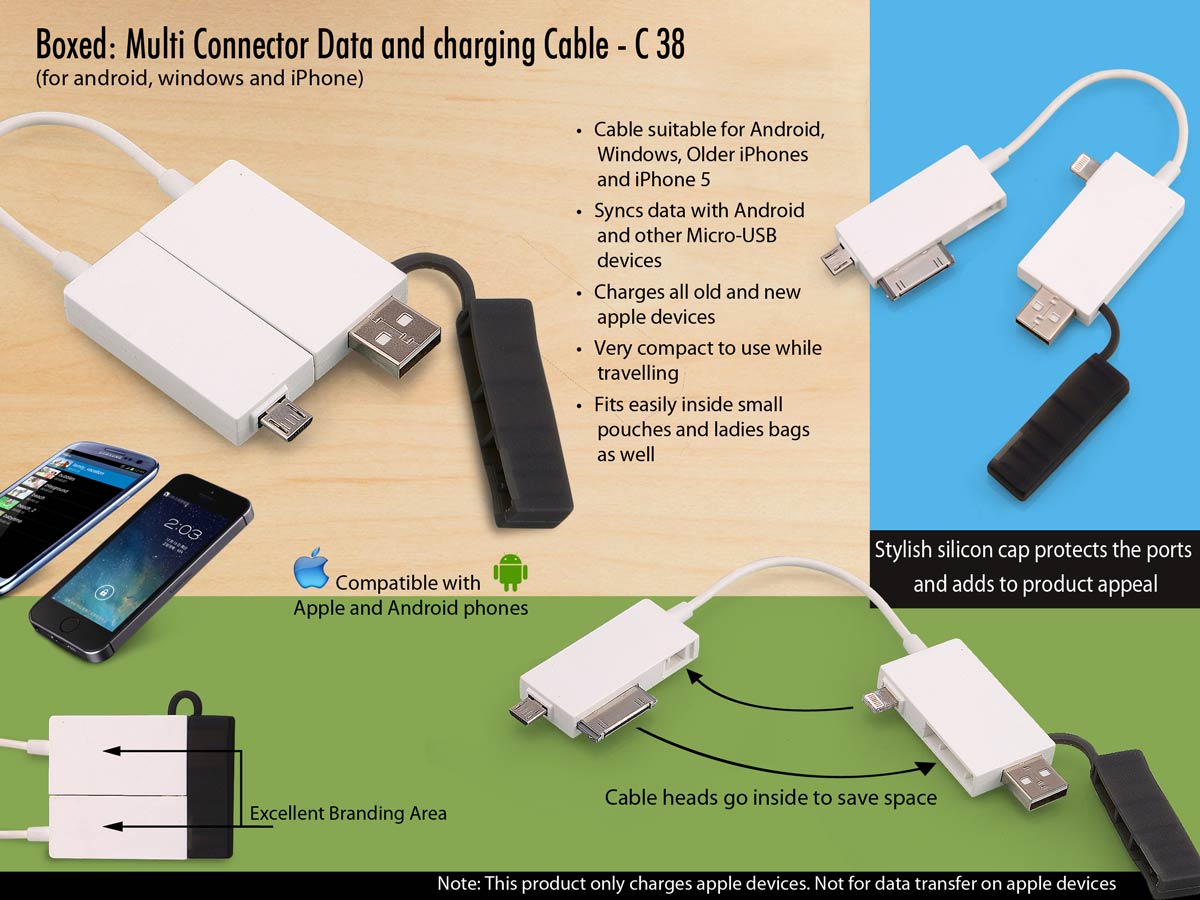 Boxed: Multi Connector Data and charging Cable - C 38
(for android, windows and iPhone)
• Cable suitable for Android,
Windows, Older iPhones
and iPhone 5
• Syncs data with Android
and other Micro-USB
devices
• Charges all old and new
apple devices
• Very compact to use while
travelling
• Fits easily inside small
pouches and ladies bags
as well
SAMSUNG
2:03
Compatible with
Apple and Android phones
Stylish silicon cap protects the ports
and adds to product appeal
Excellent Branding Area
Cable heads go inside to save space
Note: This product only charges apple devices. Not for data transfer on apple devices